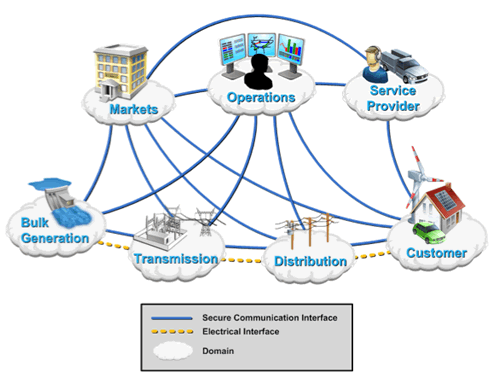 Markets
Operations
Service
Provider
Bulk
Generation
Transmission
Distribution
Customer
Secure Communication Interface
Electrical Interface
Domain